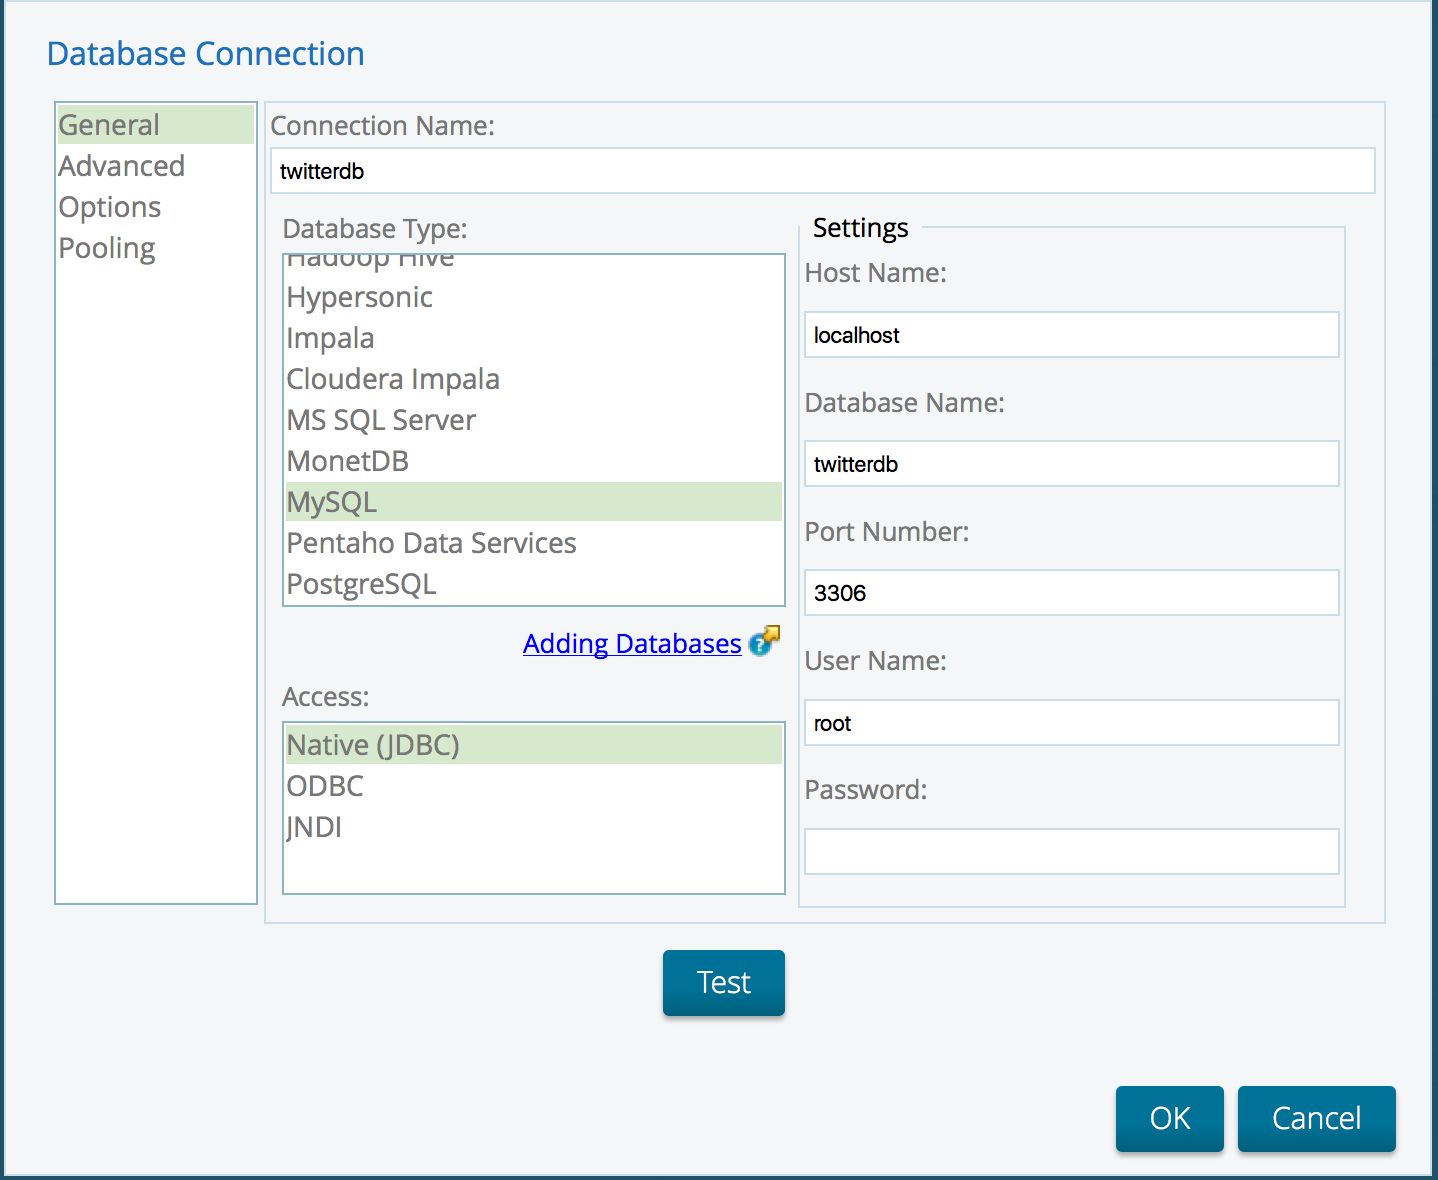 Database Connection
General
Advanced
Options
Pooling
Connection Name:
twitterdb
Database Type:
Hadoop Hive
Hypersonic
Impala
Cloudera Impala
MS SQL Server
MonetDB
MySQL
Pentaho Data Services
PostgreSQL
Adding Databases ?
Access:
Native (JDBC)
ODBC
JNDI
Settings
Host Name:
localhost
Database Name:
twitterdb
Port Number:
3306
User Name:
root
Password:
Test
OK
Cancel